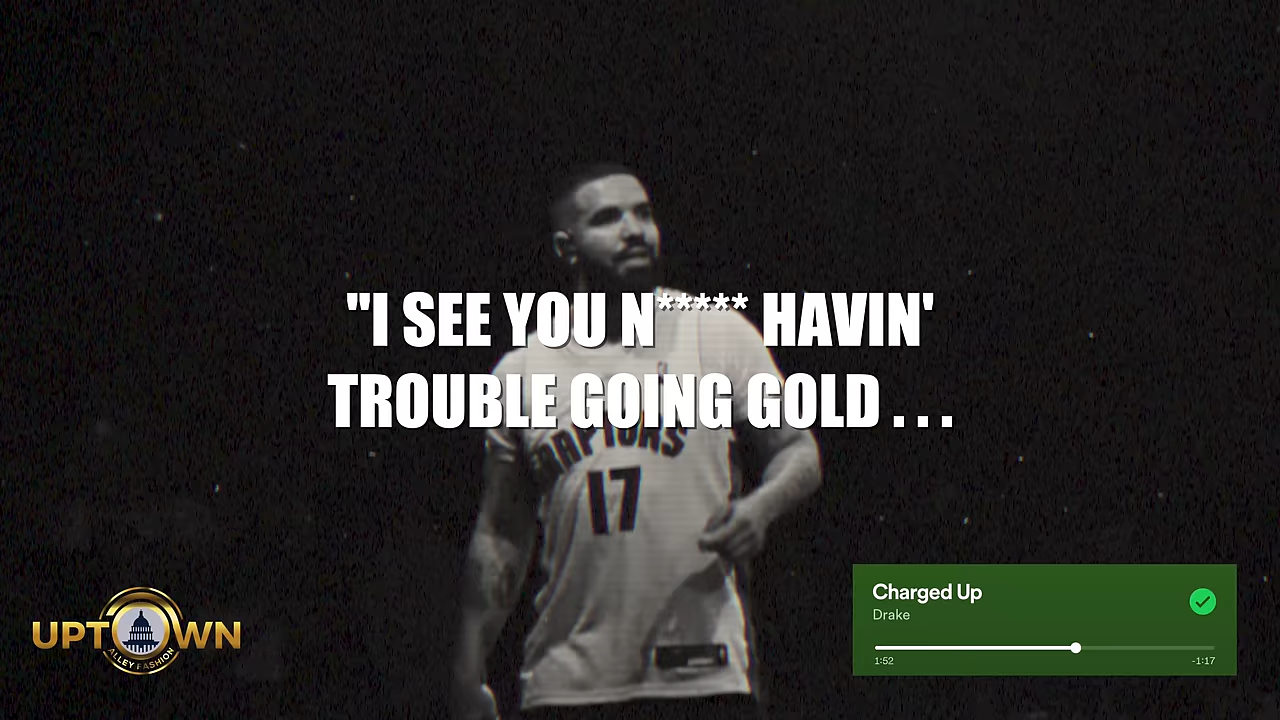 "I SEE YOU N***** HAVIN'
TROUBLE GOING GOLD . . .
RAPTORS
17
Charged Up
Drake
1:52
-1:17
UPTOWN
ALLEY FASHION